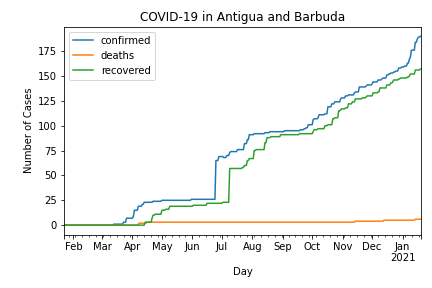 COVID-19 in Antigua and Barbuda
confirmed
deaths
recovered
Number of Cases
175
150
125
100
75
50
25
0
Feb Mar Apr May Jun Jul Aug Sep Oct Nov Dec Jan
2021
Day